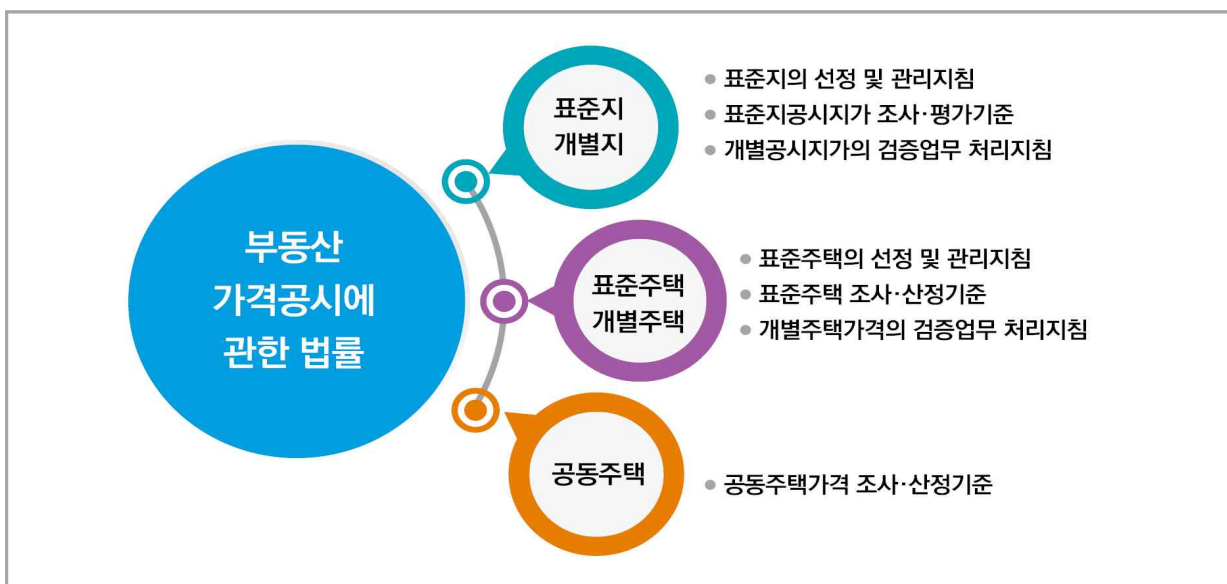 부동산
가격공시에
관한 법률
표준지
개별지
● 표준지의 선정 및 관리지침
● 표준지공시지가 조사·평가기준
● 개별공시지가의 검증업무 처리지침
표준주택
개별주택
● 표준주택의 선정 및 관리지침
● 표준주택 조사·산정기준
● 개별주택가격의 검증업무 처리지침
공동주택
● 공동주택가격 조사·산정기준